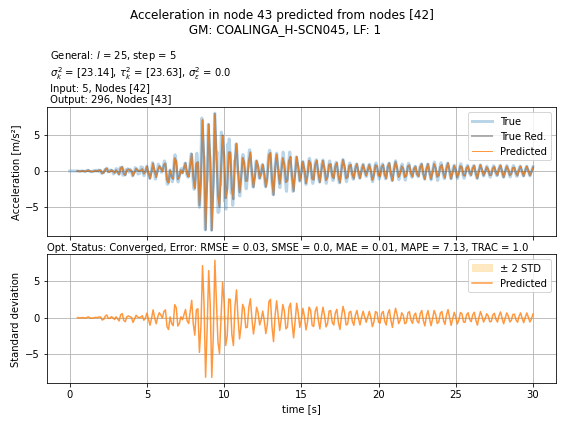 Acceleration in node 43 predicted from nodes [42]
GM: COALINGA_H-SCN045, LF: 1
General: l = 25, step = 5
σ²ₖ = [23.14], τ²ₖ = [23.63], σ²ₑ = 0.0
Input: 5, Nodes [42]
Output: 296, Nodes [43]
Acceleration [m/s²]
5
0
−5
True
True Red.
Predicted
Opt. Status: Converged, Error: RMSE = 0.03, SMSE = 0.0, MAE = 0.01, MAPE = 7.13, TRAC = 1.0
Standard deviation
5
0
−5
± 2 STD
Predicted
0 5 10 15 20 25 30
time [s]